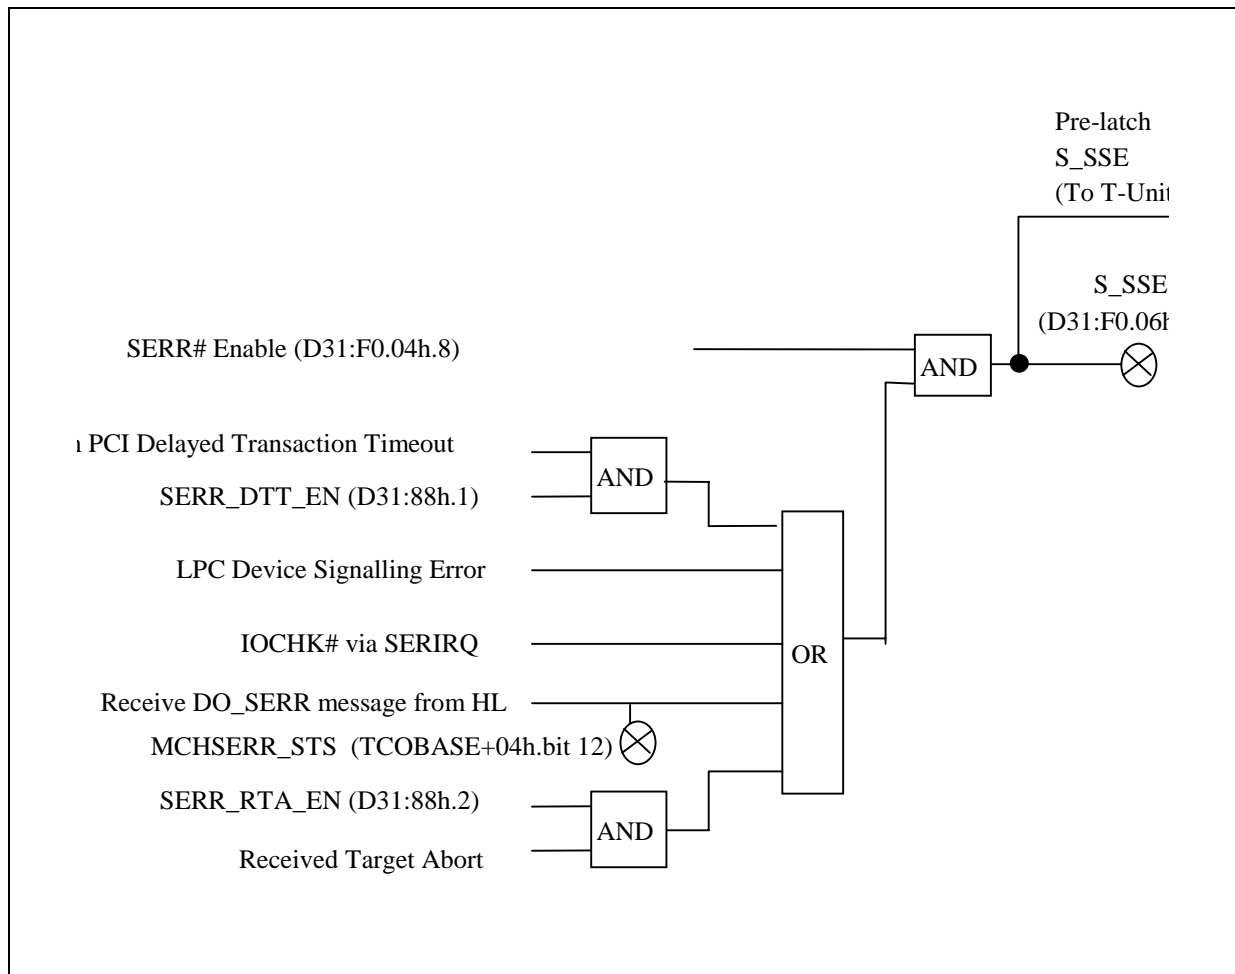 Pre-latch
S_SSE
(To T-Unit
S_SSE
(D31:F0.06h
SERR# Enable (D31:F0.04h.8)
AND
PCI Delayed Transaction Timeout
AND
SERR_DTT_EN (D31:88h.1)
LPC Device Signalling Error
IOCHK# via SERIRQ
OR
Receive DO_SERR message from HL
MCHSERR_STS (TCOBASE+04h.bit 12)
SERR_RTA_EN (D31:88h.2)
AND
Received Target Abort